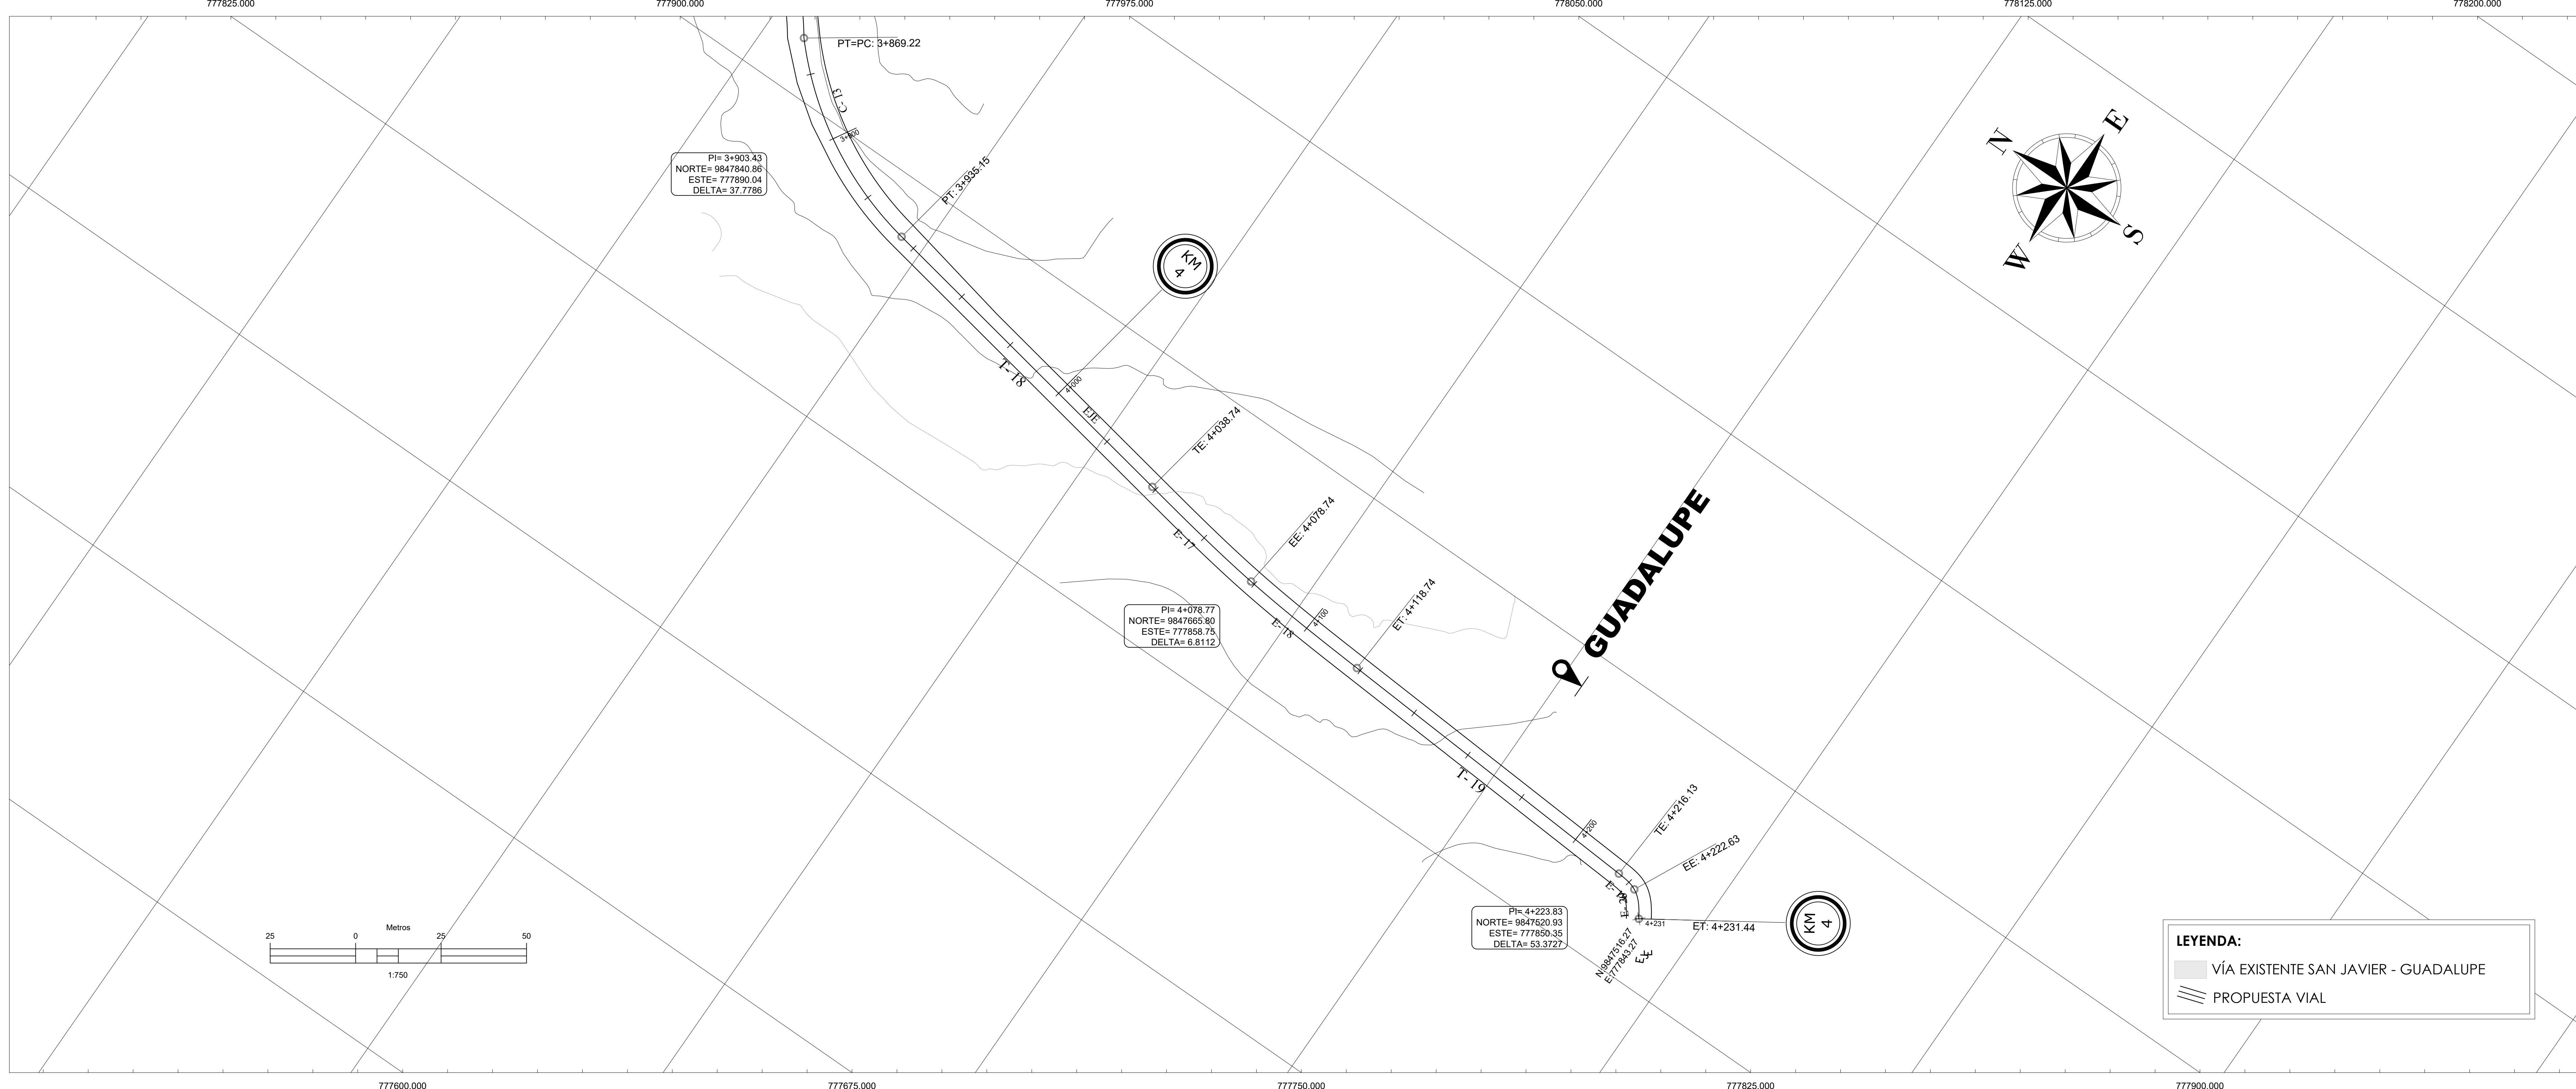 777825.000
777900.000
777975.000
778050.000
778125.000
778200.000
PT=PC: 3+869.22
C-13
3+900
N
E
S
W
PI= 3+903.43
NORTE= 9847840.86
ESTE= 777890.04
DELTA= 37.7786
PT: 3+935.15
KM
4
T- 18
4+000
EJE
TE: 4+038.74
E- 17
EE: 4+078.74
GUADALUPE
PI= 4+078.77
NORTE= 9847665.80
ESTE= 777858.75
DELTA= 6.8112
E- 18
4+100
ET: 4+118.74
T- 19
4+200
TE: 4+216.13
EE: 4+222.63
E- 19
E- 20
PI= 4+223.83
NORTE= 9847520.93
ESTE= 777850.35
DELTA= 53.3727
4+231
ET: 4+231.44
KM
4
N:9847516.27
E:777843.27
Metros
25
0
25
50
1:750
LEYENDA:
VÍA EXISTENTE SAN JAVIER - GUADALUPE
PROPUESTA VIAL
777600.000
777675.000
777750.000
777825.000
777900.000